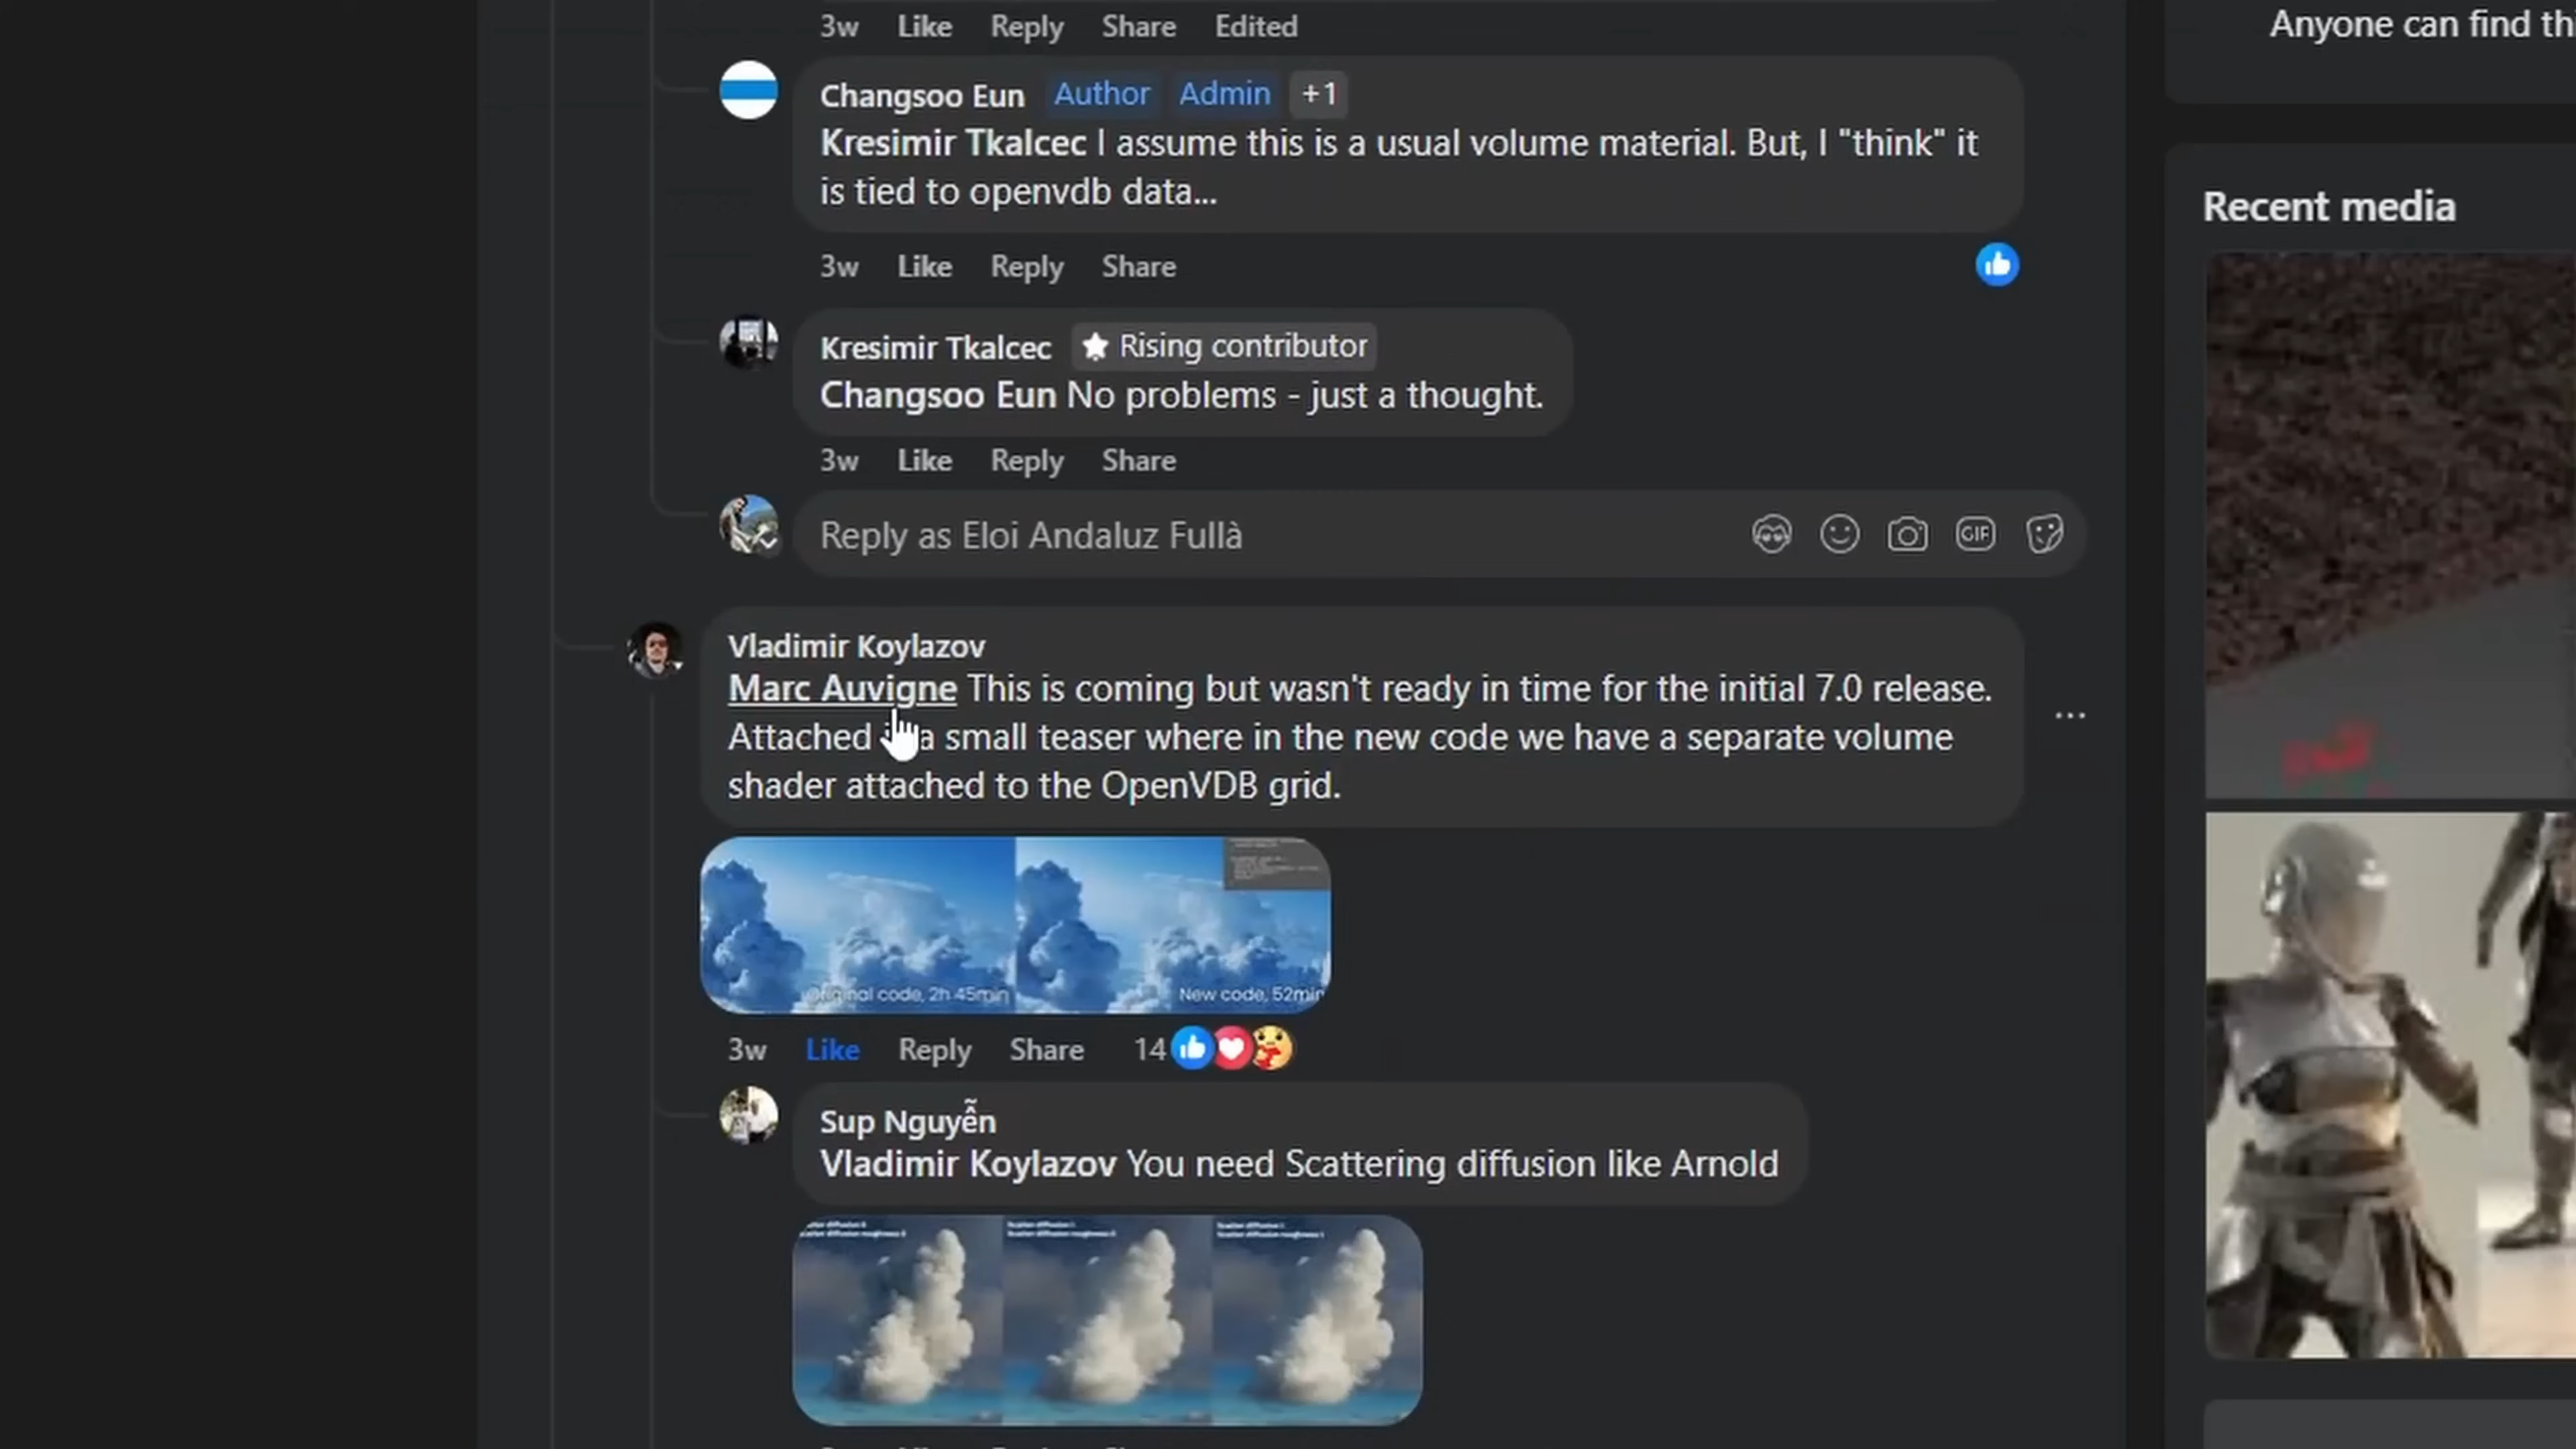 Anyone can find th
3w Like Reply Share Edited
Changsoo Eun Author Admin +1
Kresimir Tkalcec I assume this is a usual volume material. But, I "think" it
is tied to openvdb data...
3w Like Reply Share
Recent media
Kresimir Tkalcec Rising contributor
Changsoo Eun No problems - just a thought.
3w Like Reply Share
Reply as Eloi Andaluz Fullà
GIF
Vladimir Koylazov
Marc Auvigne This is coming but wasn't ready in time for the initial 7.0 release.
Attached a small teaser where in the new code we have a separate volume
shader attached to the OpenVDB grid.
Original code, 2h 45min
New code, 52min
3w Like Reply Share 14
Sup Nguyễn
Vladimir Koylazov You need Scattering diffusion like Arnold